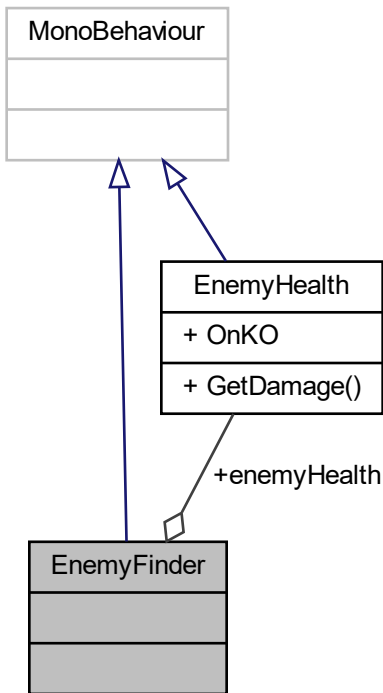 MonoBehaviour
EnemyHealth
+ OnKO
+ GetDamage()
+enemyHealth
EnemyFinder